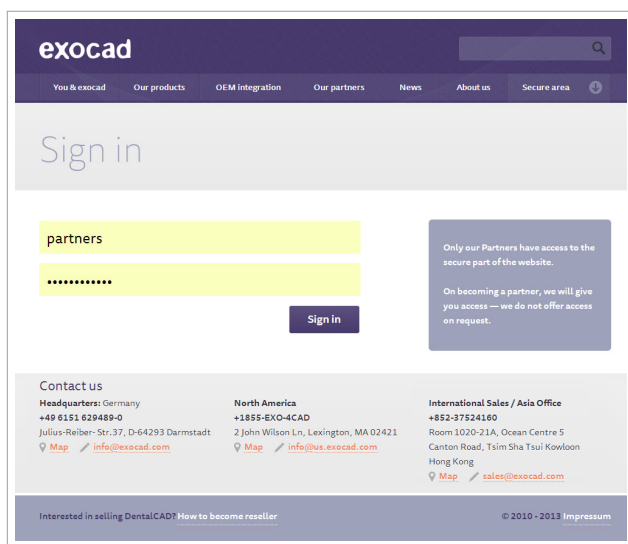 exocad
You & exocad Our products OEM integration Our partners News About us Secure area
Sign in
partners
••••••••••••
Sign in
Only our Partners have access to the
secure part of the website.
On becoming a partner, we will give
you access — we do not offer access
on request.
Contact us
Headquarters: Germany
+49 6151 629489-0
Julius-Reiber- Str.37, D-64293 Darmstadt
Map info@exocad.com
North America
+1855-EXO-4CAD
2 John Wilson Ln, Lexington, MA 02421
Map info@us.exocad.com
International Sales / Asia Office
+852-37524160
Room 1020-21A, Ocean Centre 5
Canton Road, Tsim Sha Tsui Kowloon
Hong Kong
Map sales@exocad.com
Interested in selling DentalCAD? How to become reseller
© 2010 - 2013 Impressum